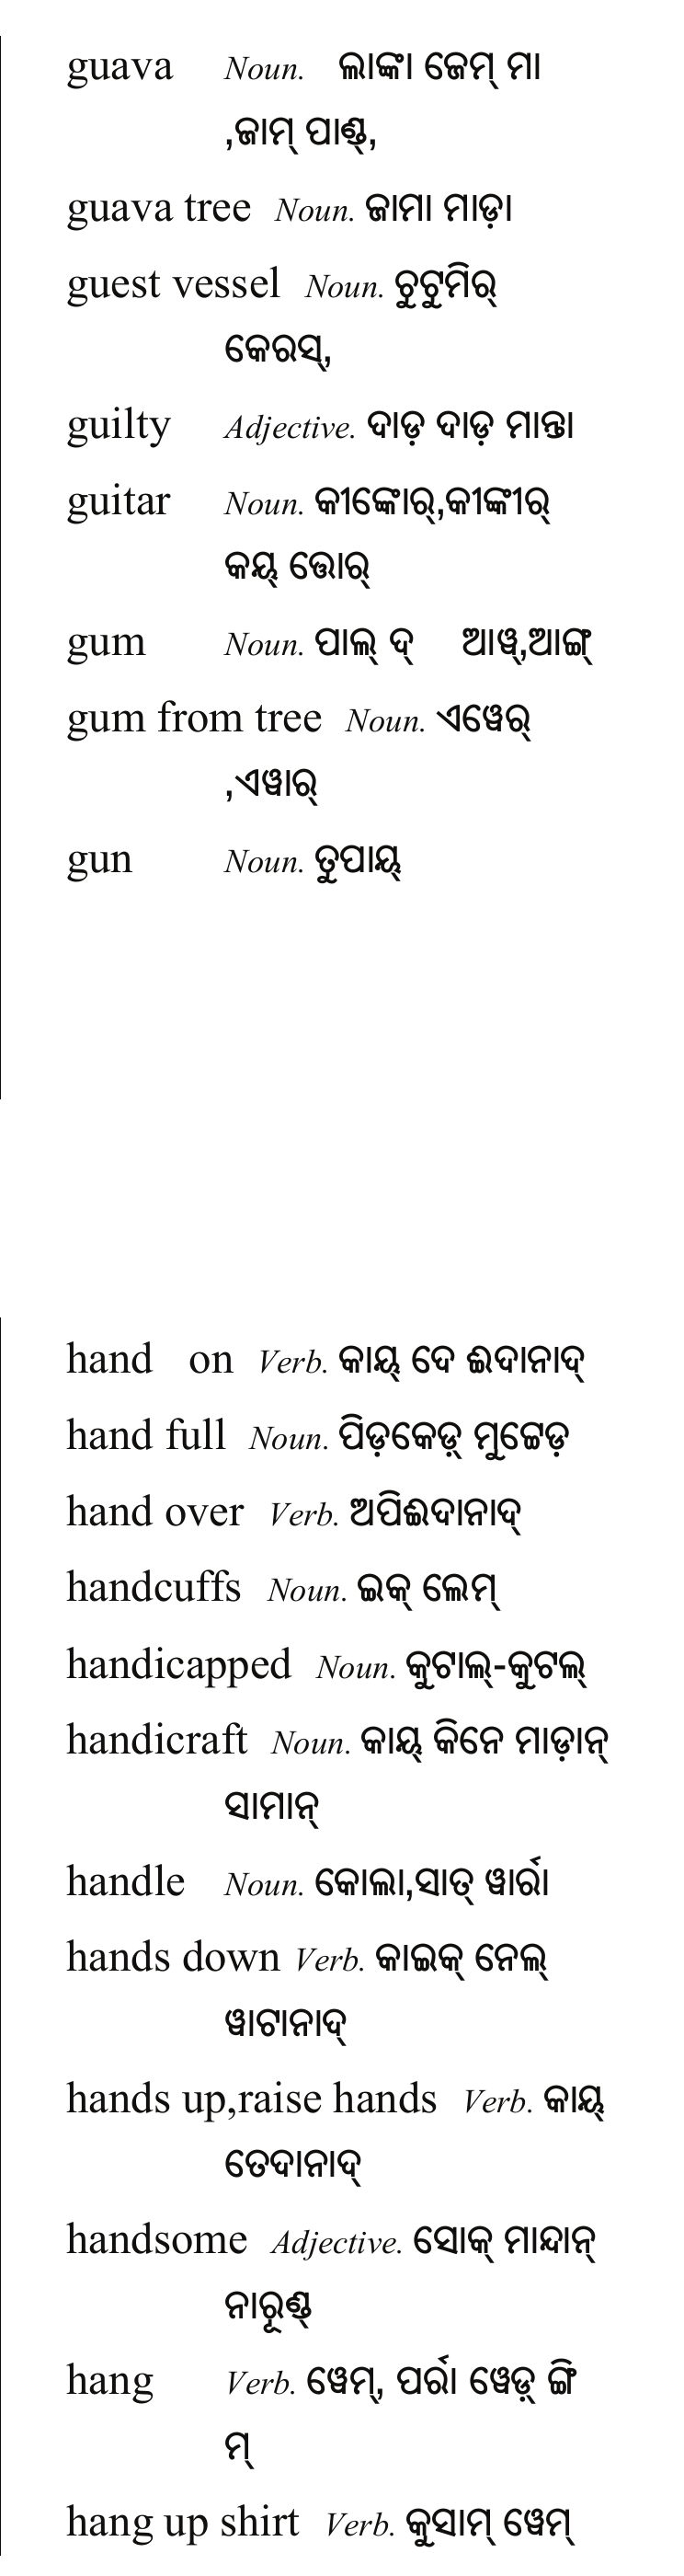 guava Noun. ଲାଙ୍କା ଜେମ୍ ମା
,ଜାମ୍ ପାଣ୍ଡ୍,
guava tree Noun. ଜାମା ମାଡ଼ା
guest vessel Noun. ଚୁଟୁମିର୍
କେରସ୍,
guilty Adjective. ଦାଡ଼ ଦାଡ଼ ମାନ୍ତା
guitar Noun. କୀଙ୍କୋର୍,କୀଙ୍କୀର୍
କୟ୍ ତ୍ତୋର୍
gum Noun. ପାଲ୍ ଦ୍ ଆୱ୍,ଆଙ୍ଗ୍
gum from tree Noun. ଏୱେର୍
,ଏୱାର୍
gun Noun. ତୁପାୟ୍
hand on Verb. କାୟ୍ ଦେ ଈଦାନାଦ୍
hand full Noun. ପିଡ଼କେଡ଼୍ ମୁଟ୍ଟେଡ଼
hand over Verb. ଅପିଈଦାନାଦ୍
handcuffs Noun. ଇକ୍ ଲେମ୍
handicapped Noun. କୁଟାଲ୍-କୁଟଲ୍
handicraft Noun. କାୟ୍ କିନେ ମାଡ଼ାନ୍
ସାମାନ୍
handle Noun. କୋଲା,ସାତ୍ ୱାର୍ରା
hands down Verb. କାଇକ୍ ନେଲ୍
ୱାଟାନାଦ୍
hands up,raise hands Verb. କାୟ୍
ତେଦାନାଦ୍
handsome Adjective. ସୋକ୍ ମାନ୍ଦାନ୍
ନାରୂଣ୍ଡ୍
hang Verb. ୱେମ୍, ପର୍ରା ୱେଡ଼୍ ଙ୍ଗି
ମ୍
hang up shirt Verb. କୁସାମ୍ ୱେମ୍